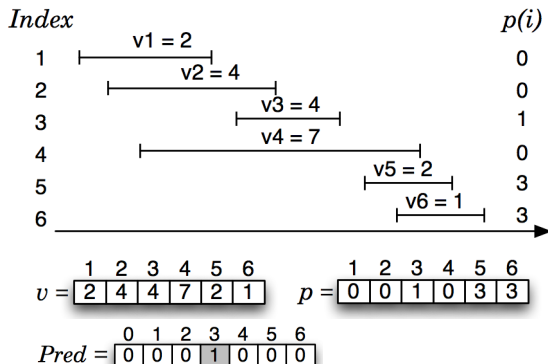 Index p(i)
1 v1 = 2 0
2 v2 = 4 0
3 v3 = 4 1
4 v4 = 7 0
5 v5 = 2 3
6 v6 = 1 3
1 2 3 4 5 6 1 2 3 4 5 6
v = 2 4 4 7 2 1 p = 0 0 1 0 3 3
0 1 2 3 4 5 6
Pred = 0 0 0 1 0 0 0